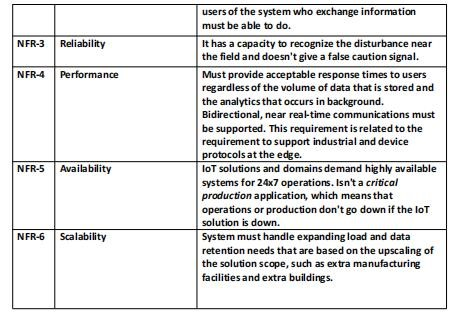 users of the system who exchange information
must be able to do.
NFR-3 Reliability It has a capacity to recognize the disturbance near
the field and doesn't give a false caution signal.
NFR-4 Performance Must provide acceptable response times to users
regardless of the volume of data that is stored and
the analytics that occurs in background.
Bidirectional, near real-time communications must
be supported. This requirement is related to the
requirement to support industrial and device
protocols at the edge.
NFR-5 Availability IoT solutions and domains demand highly available
systems for 24x7 operations. Isn't a critical
production application, which means that
operations or production don't go down if the IoT
solution is down.
NFR-6 Scalability System must handle expanding load and data
retention needs that are based on the upscaling of
the solution scope, such as extra manufacturing
facilities and extra buildings.